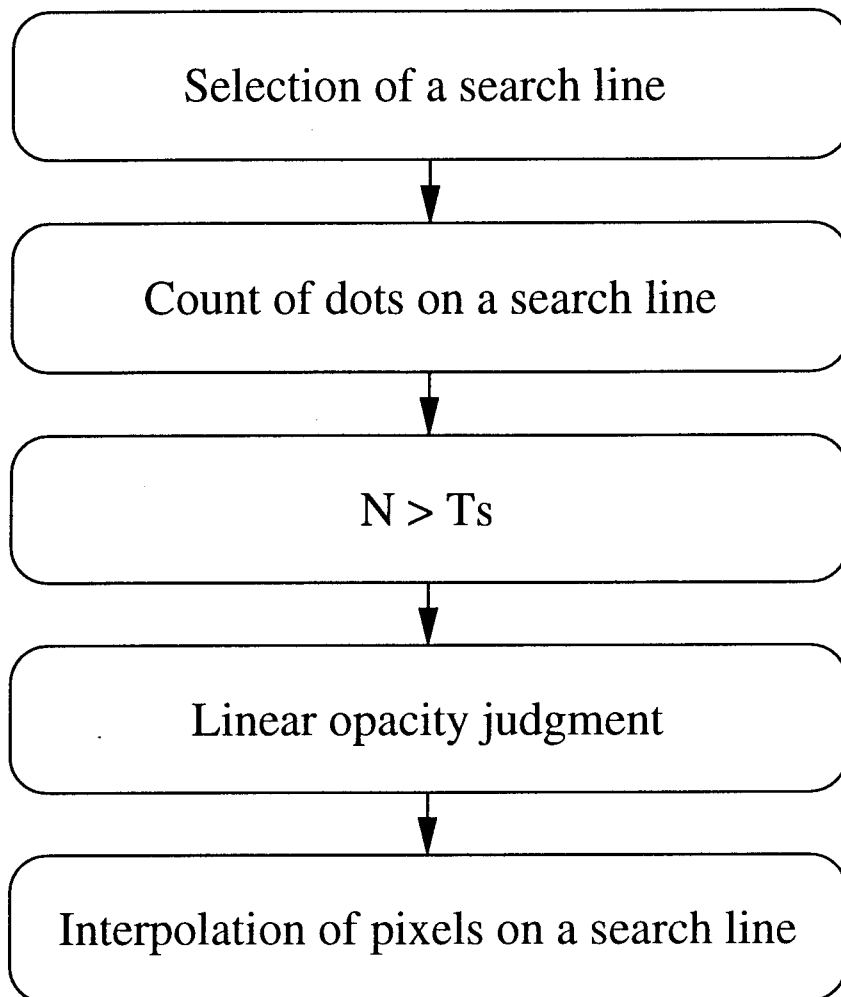 Selection of a search line
Count of dots on a search line
N > Ts
Linear opacity judgment
Interpolation of pixels on a search line